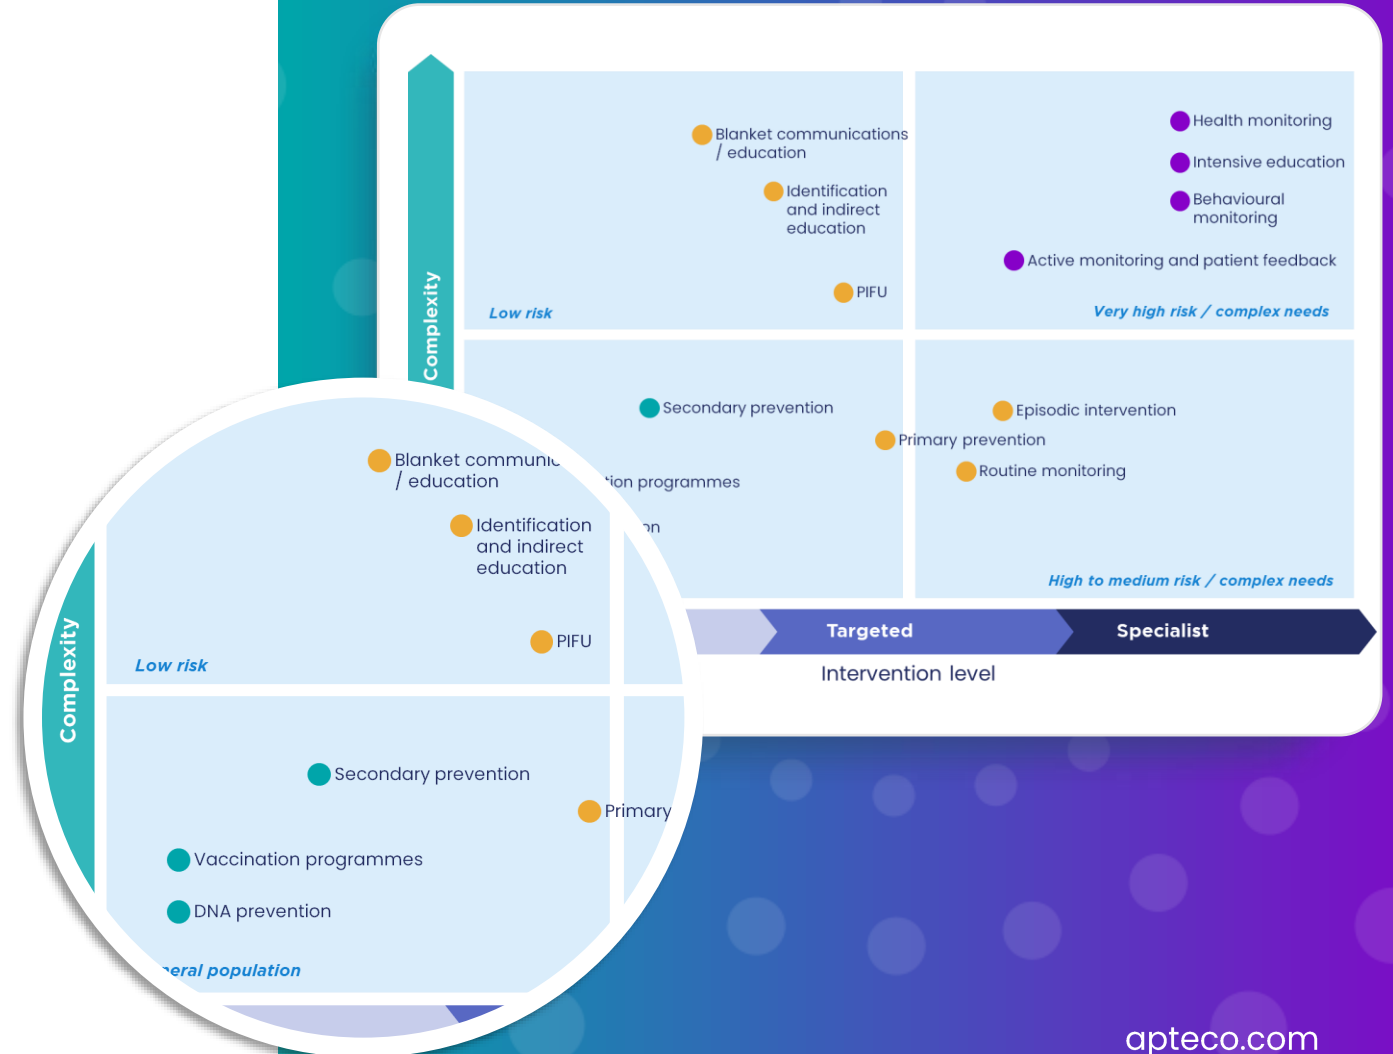 Blanket communications
/ education
Identification
and indirect
education
PIFU
Low risk
Health monitoring
Intensive education
Behavioural
monitoring
Active monitoring and patient feedback
Very high risk / complex needs
Complexity
Secondary prevention
programmes
Episodic intervention
Primary prevention
Routine monitoring
High to medium risk / complex needs
Targeted
Specialist
Intervention level
Blanket
/ education
Identification
and indirect
education
PIFU
Low risk
Complexity
Secondary prevention
Primary
Vaccination programmes
DNA prevention
population
apteco.com